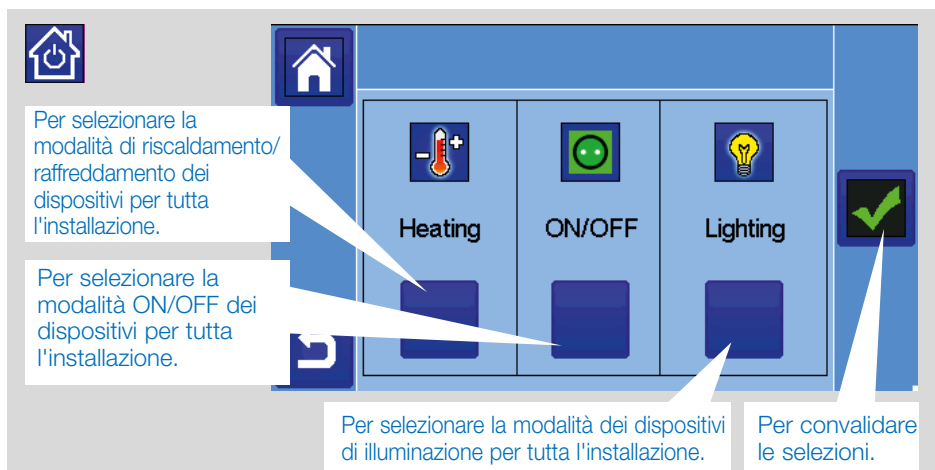 Per selezionare la
modalità di riscaldamento/
raffreddamento dei
dispositivi per tutta
l'installazione.
Heating
ON/OFF
Lighting
Per selezionare la
modalità ON/OFF dei
dispositivi per tutta
l'installazione.
Per selezionare la modalità dei dispositivi
di illuminazione per tutta l'installazione.
Per convalidare
le selezioni.